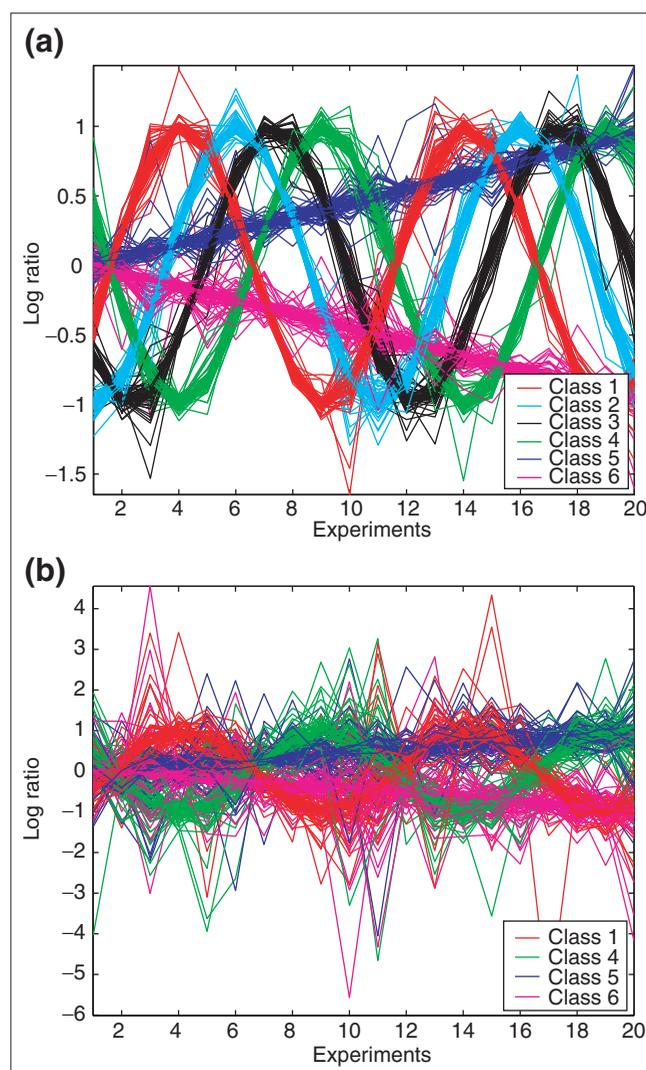 (a)
1
0.5
0
−0.5
−1
−1.5
Log ratio
Class 1
Class 2
Class 3
Class 4
Class 5
Class 6
2 4 6 8 10 12 14 16 18 20
Experiments
(b)
4
3
2
1
0
−1
−2
−3
−4
−5
−6
Log ratio
Class 1
Class 4
Class 5
Class 6
2 4 6 8 10 12 14 16 18 20
Experiments